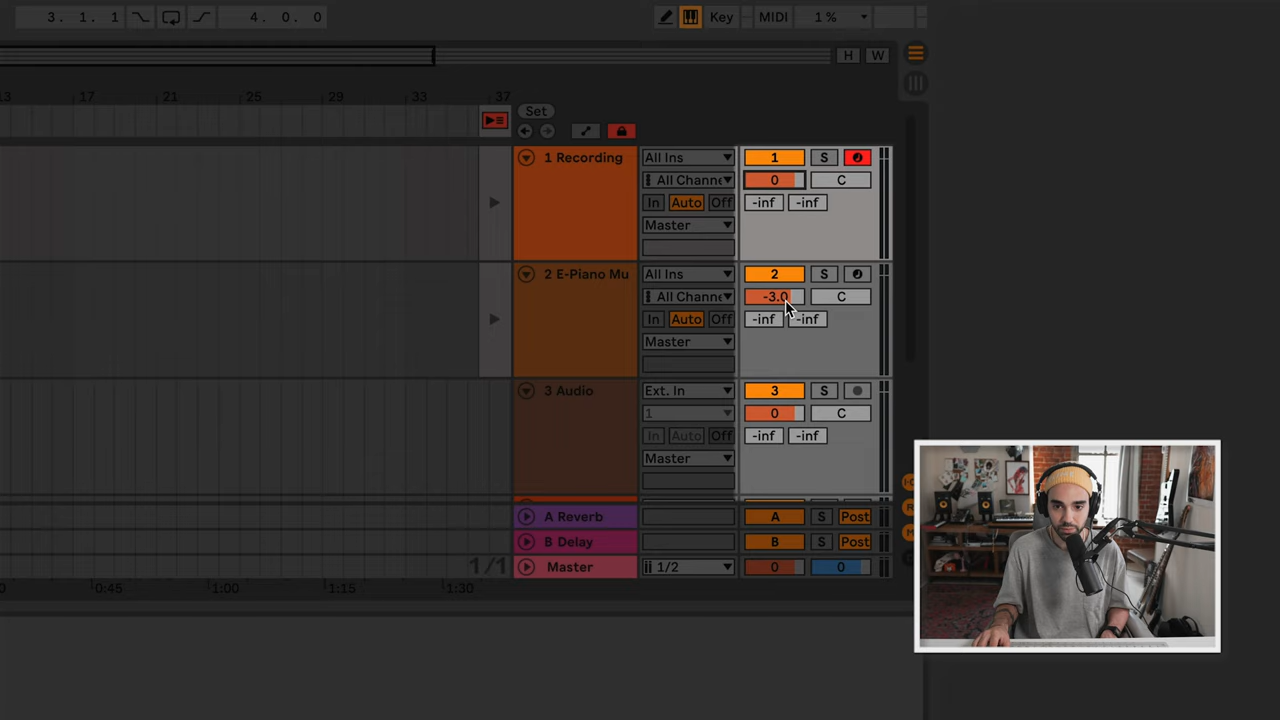 3. 1. 1
4. 0. 0
Key
MIDI
1 %
H W
13 17 21 25 29 33 37
Set
1 Recording
All Ins
1
S
All Channe
0
C
In Auto Off
-inf -inf
Master
2 E-Piano Mu
All Ins
2
S
All Channe
-3.0
C
In Auto Off
-inf -inf
Master
3 Audio
Ext. In
3
S
1
0
C
In Auto Off
-inf -inf
Master
A Reverb
A
S
Post
B Delay
B
S
Post
1/1
Master
1/2
0
0
0:45 1:00 1:15 1:30